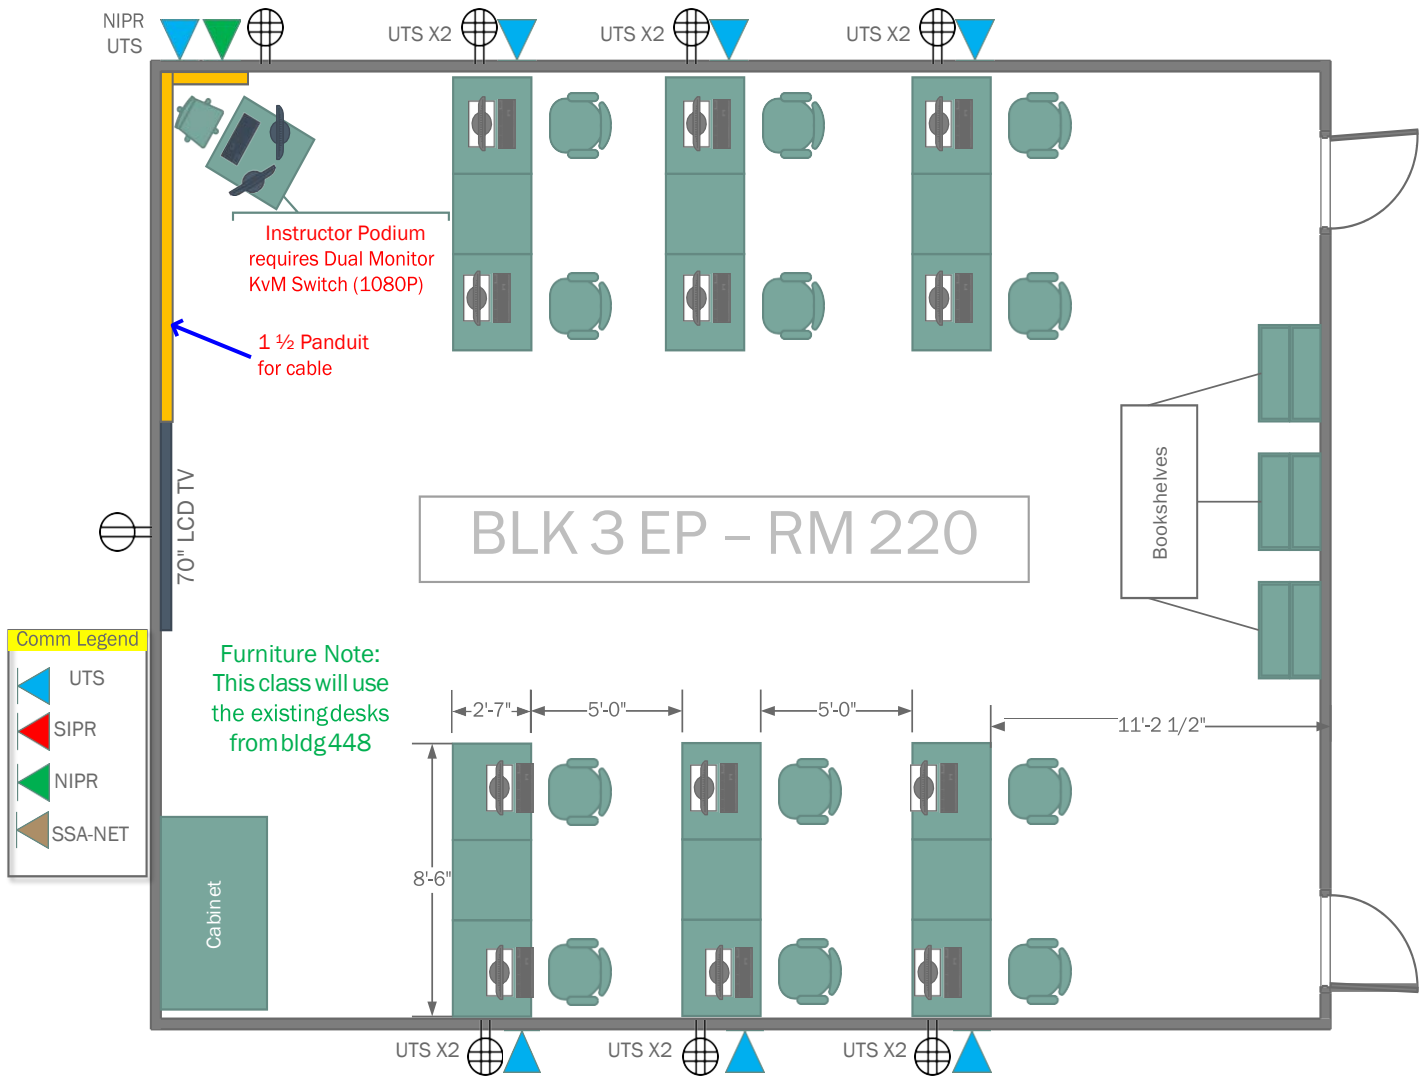 NIPR
UTS
UTS X2
UTS X2
UTS X2
Instructor Podium
requires Dual Monitor
KvM Switch (1080P)
1 ½ Panduit
for cable
70" LCD TV
BLK 3 EP – RM 220
Bookshelves
Comm Legend
UTS
SIPR
NIPR
SSA-NET
Furniture Note:
This class will use
the existing desks
from bldg 448
2'-7"
5'-0"
5'-0"
11'-2 1/2"
8'-6"
Cabinet
UTS X2
UTS X2
UTS X2